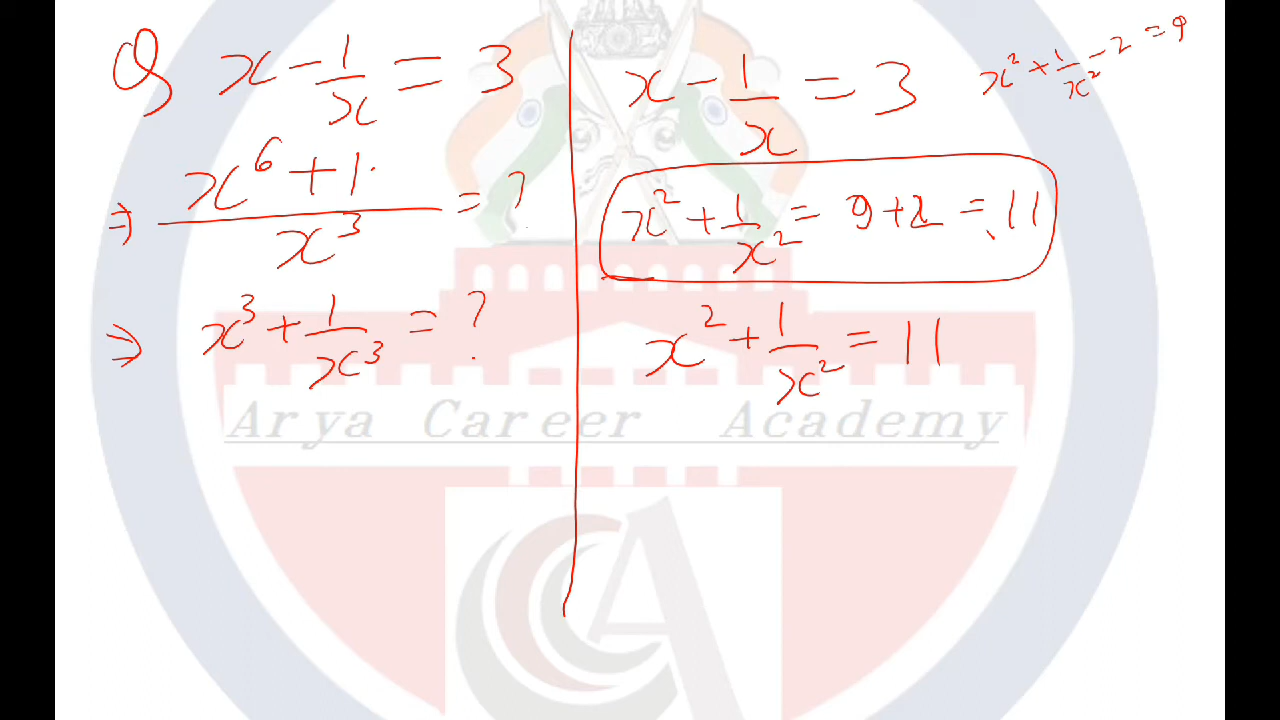 Q x - 1/x = 3
⇒ x⁶ + 1 / x³ = ?
⇒ x³ + 1/x³ = ?
x - 1/x = 3
x² + 1/x² - 2 = 9
x² + 1/x² = 9 + 2 = 11
x² + 1/x² = 11
Arya Career Academy